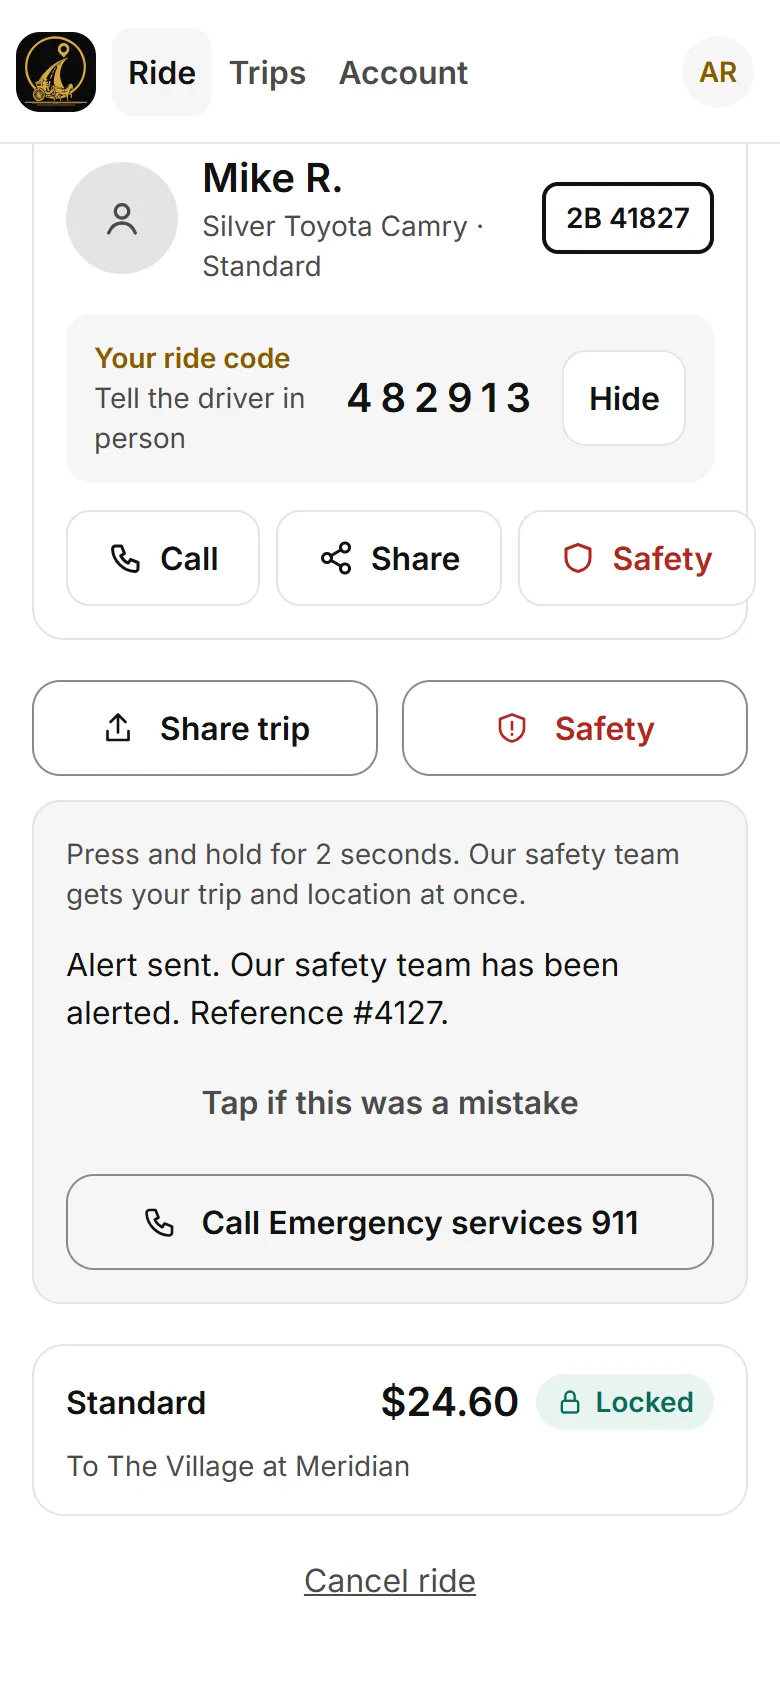 Ride Trips Account AR
Mike R.
Silver Toyota Camry ·
Standard
2B 41827
Your ride code
Tell the driver in
person
482913
Hide
Call Share Safety
Share trip Safety
Press and hold for 2 seconds. Our safety team
gets your trip and location at once.
Alert sent. Our safety team has been
alerted. Reference #4127.
Tap if this was a mistake
Call Emergency services 911
Standard $24.60 Locked
To The Village at Meridian
Cancel ride